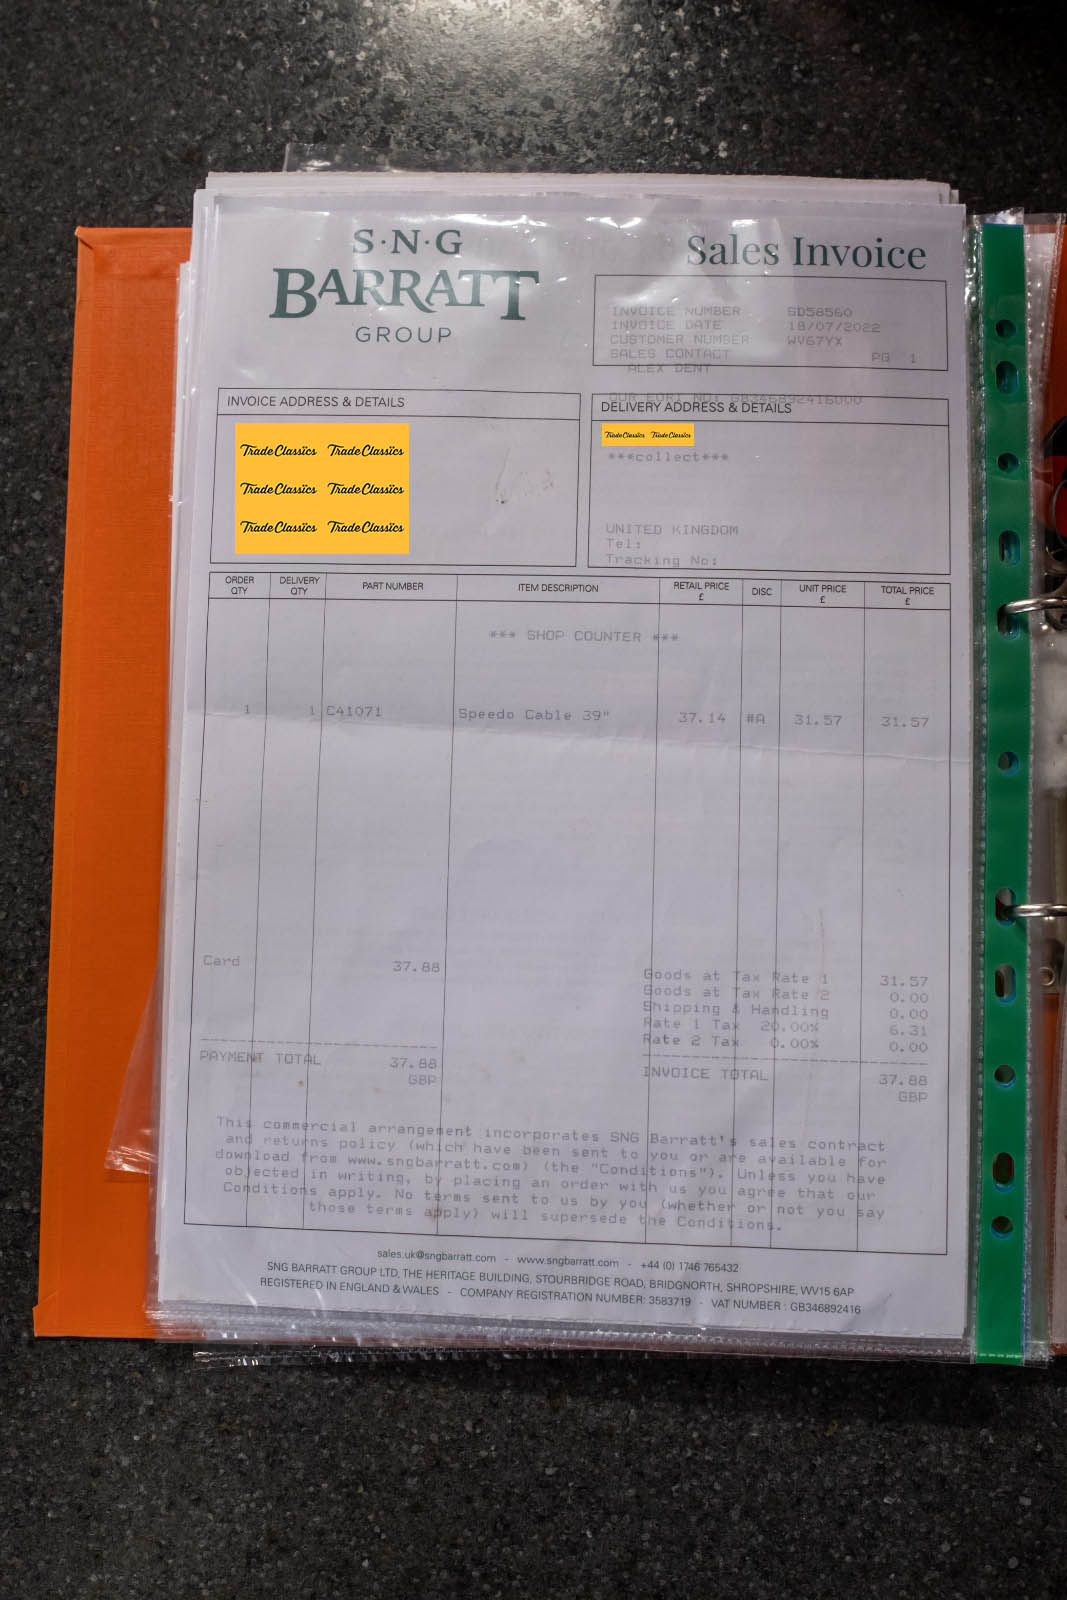 S·N·G
BARRATT
GROUP
Sales Invoice
INVOICE NUMBER SD58560
INVOICE DATE 18/07/2022
CUSTOMER NUMBER WV67YX
SALES CONTACT PG 1
ALEX DENT
OUR EORI NO: GB346892416000
INVOICE ADDRESS & DETAILS
DELIVERY ADDRESS & DETAILS
Trade Classics Trade Classics
Trade Classics Trade Classics
Trade Classics Trade Classics
Trade Classics Trade Classics
***collect***
UNITED KINGDOM
Tel:
Tracking No:
ORDER QTY DELIVERY QTY PART NUMBER ITEM DESCRIPTION RETAIL PRICE £ DISC UNIT PRICE £ TOTAL PRICE £
*** SHOP COUNTER ***
1 1 C41071 Speedo Cable 39" 37.14 #A 31.57 31.57
Card 37.88
Goods at Tax Rate 1 31.57
Goods at Tax Rate 2 0.00
Shipping & Handling 0.00
Rate 1 Tax 20.00% 6.31
Rate 2 Tax 0.00% 0.00
PAYMENT TOTAL 37.88
GBP
INVOICE TOTAL 37.88
GBP
This commercial arrangement incorporates SNG Barratt's sales contract
and returns policy (which have been sent to you or are available for
download from www.sngbarratt.com) (the "Conditions"). Unless you have
objected in writing, by placing an order with us you agree that our
Conditions apply. No terms sent to us by you (whether or not you say
those terms apply) will supersede the Conditions.
sales.uk@sngbarratt.com - www.sngbarratt.com - +44 (0) 1746 765432
SNG BARRATT GROUP LTD, THE HERITAGE BUILDING, STOURBRIDGE ROAD, BRIDGNORTH, SHROPSHIRE, WV15 6AP
REGISTERED IN ENGLAND & WALES - COMPANY REGISTRATION NUMBER: 3583719 - VAT NUMBER : GB346892416